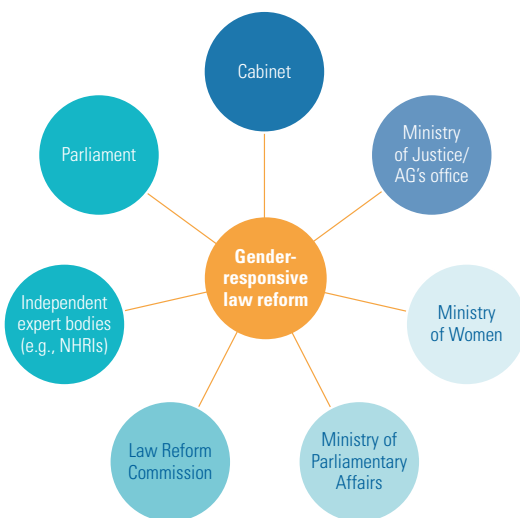 Cabinet
Ministry
of Justice/
AG's office
Parliament
Gender-
responsive
law reform
Independent
expert bodies
(e.g., NHRIs)
Ministry
of Women
Law Reform
Commission
Ministry of
Parliamentary
Affairs